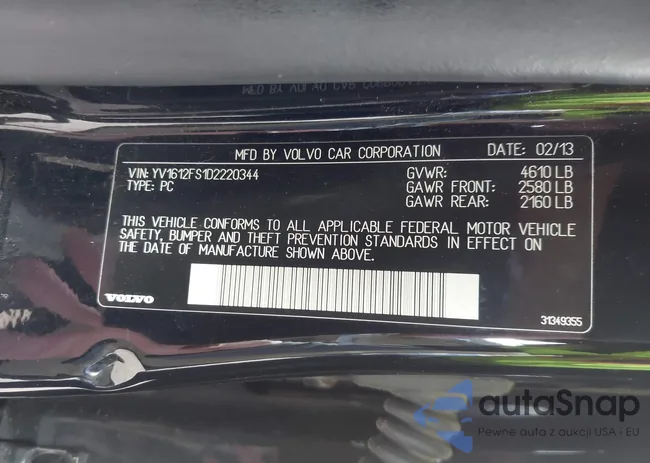 MFD BY VOLVO CAR CORPORATION DATE: 02/13
VIN: YV1612FS1D2220344 GVWR: 4610 LB
TYPE: PC GAWR FRONT: 2580 LB
GAWR REAR: 2160 LB
THIS VEHICLE CONFORMS TO ALL APPLICABLE FEDERAL MOTOR VEHICLE
SAFETY, BUMPER AND THEFT PREVENTION STANDARDS IN EFFECT ON
THE DATE OF MANUFACTURE SHOWN ABOVE.
VOLVO 31349355
autoSnap
Pewne auta z aukcji USA - EU